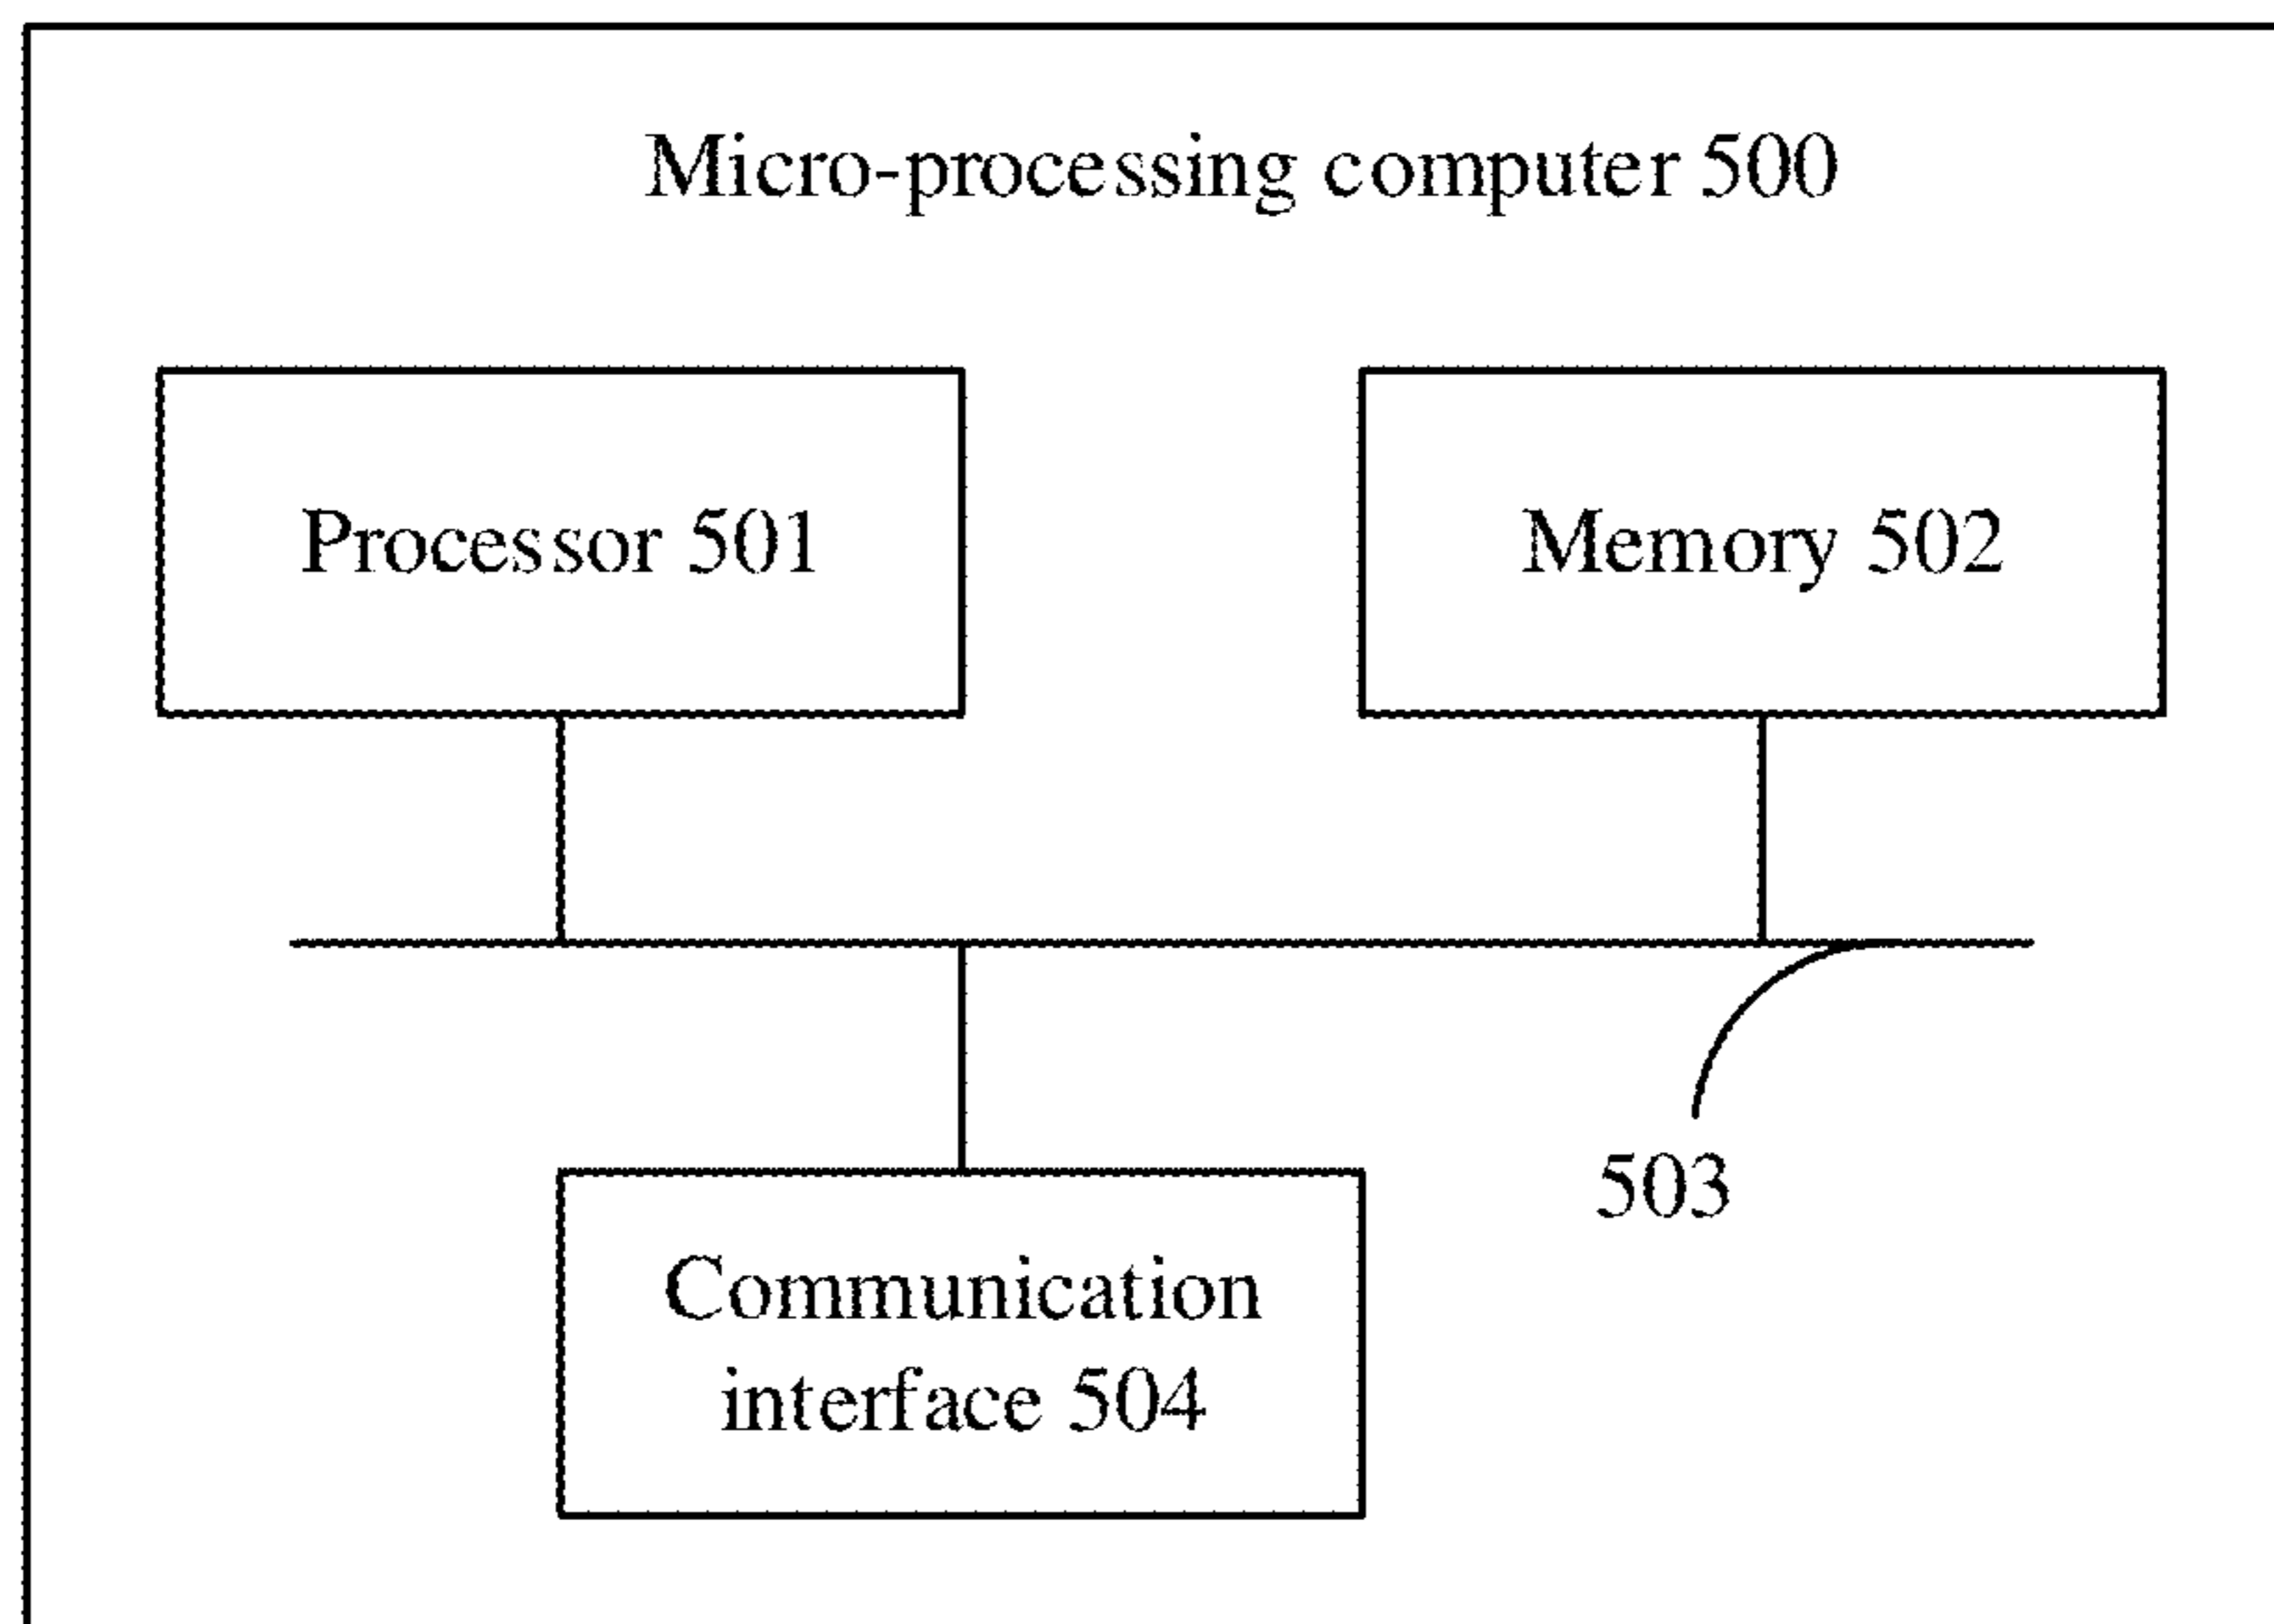 Micro-processing computer 500
Processor 501
Memory 502
503
Communication
interface 504